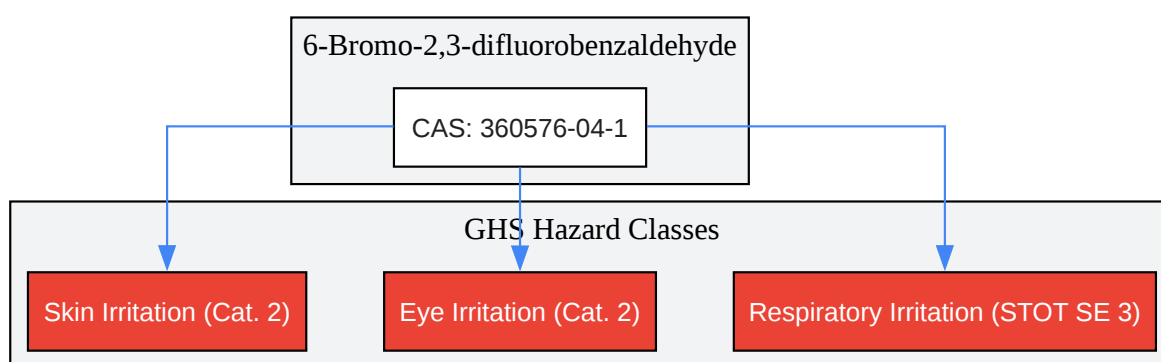 6-Bromo-2,3-difluorobenzaldehyde
CAS: 360576-04-1
GHS Hazard Classes
Skin Irritation (Cat. 2)
Eye Irritation (Cat. 2)
Respiratory Irritation (STOT SE 3)